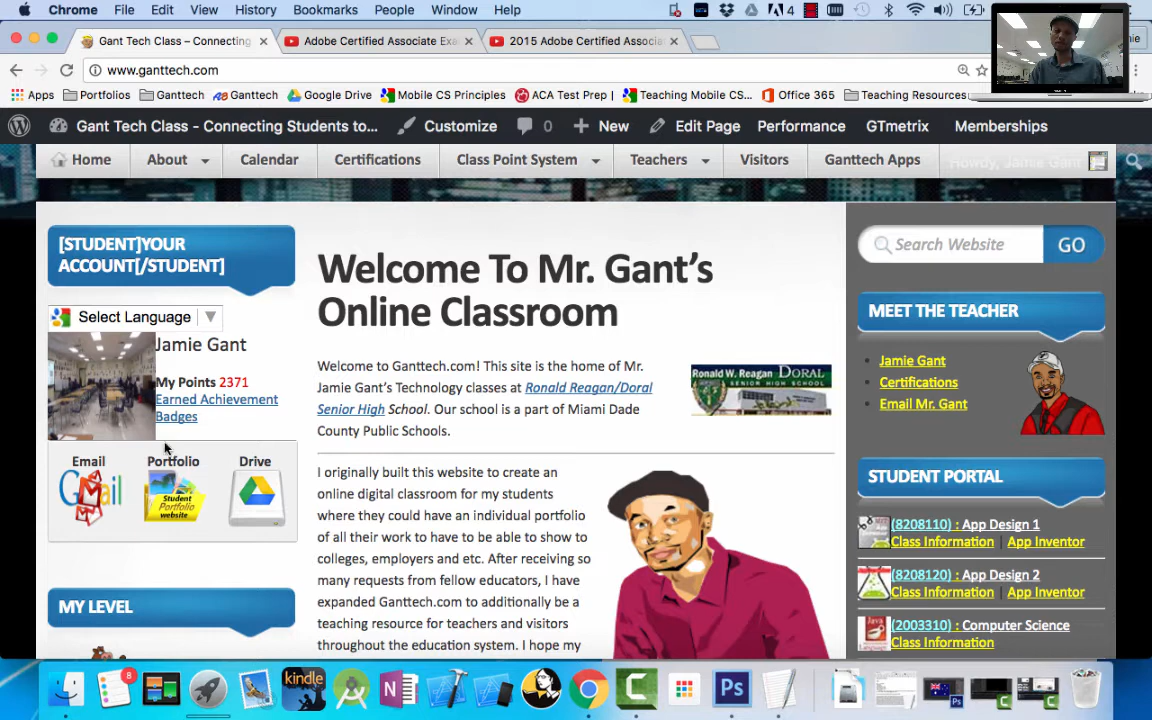 Chrome File Edit View History Bookmarks People Window Help
4
Gant Tech Class – Connecting
Adobe Certified Associate Exa
2015 Adobe Certified Associa
www.ganttech.com
Apps Portfolios Ganttech Ganttech Google Drive Mobile CS Principles ACA Test Prep | Teaching Mobile CS... Office 365 Teaching Resources
Gant Tech Class – Connecting Students to... Customize 0 New Edit Page Performance GTmetrix Memberships
Home About Calendar Certifications Class Point System Teachers Visitors Ganttech Apps Howdy, Jamie Gant
[STUDENT]YOUR
ACCOUNT[/STUDENT]
Select Language
Jamie Gant
My Points 2371
Earned Achievement
Badges
Email Portfolio Drive
Student
Portfolio
website
MY LEVEL
Welcome To Mr. Gant's
Online Classroom
Welcome to Ganttech.com! This site is the home of Mr.
Jamie Gant's Technology classes at Ronald Reagan/Doral
Senior High School. Our school is a part of Miami Dade
County Public Schools.
RONALD W. REAGAN DORAL
SENIOR HIGH SCHOOL
I originally built this website to create an
online digital classroom for my students
where they could have an individual portfolio
of all their work to have to be able to show to
colleges, employers and etc. After receiving so
many requests from fellow educators, I have
expanded Ganttech.com to additionally be a
teaching resource for teachers and visitors
throughout the education system. I hope my
Search Website GO
MEET THE TEACHER
Jamie Gant
Certifications
Email Mr. Gant
STUDENT PORTAL
(8208110) : App Design 1
Class Information | App Inventor
(8208120) : App Design 2
Class Information | App Inventor
(2003310) : Computer Science
Class Information
Java
8
kindle
N
C
Ps